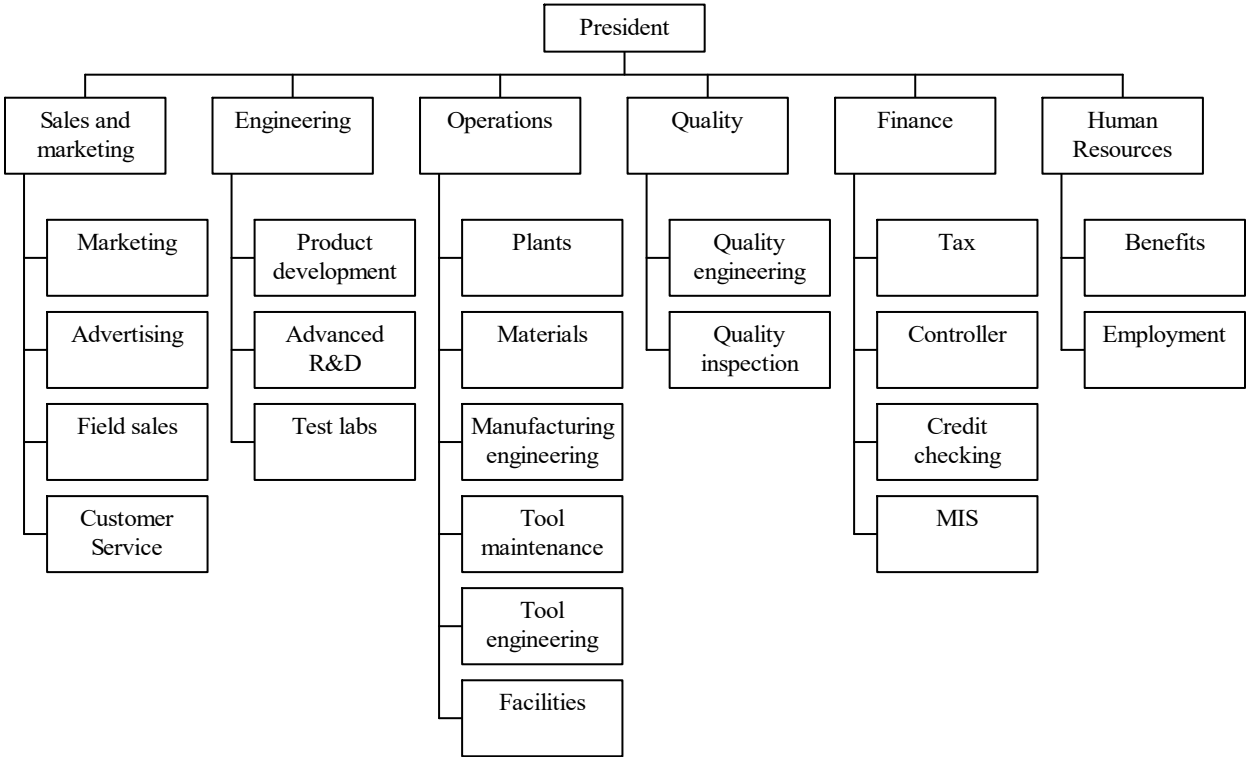 President
Sales and
marketing
Engineering
Operations
Quality
Finance
Human
Resources
Marketing
Advertising
Field sales
Customer
Service
Product
development
Advanced
R&D
Test labs
Plants
Materials
Manufacturing
engineering
Tool
maintenance
Tool
engineering
Facilities
Quality
engineering
Quality
inspection
Tax
Controller
Credit
checking
MIS
Benefits
Employment